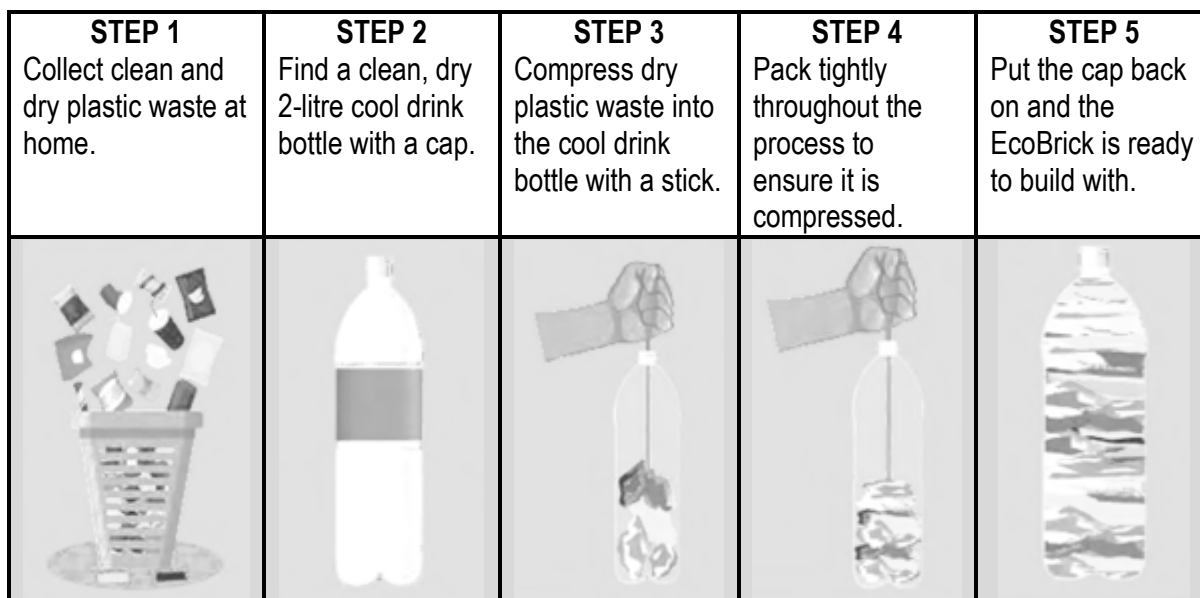 STEP 1
Collect clean and
dry plastic waste at
home.
STEP 2
Find a clean, dry
2-litre cool drink
bottle with a cap.
STEP 3
Compress dry
plastic waste into
the cool drink
bottle with a stick.
STEP 4
Pack tightly
throughout the
process to
ensure it is
compressed.
STEP 5
Put the cap back
on and the
EcoBrick is ready
to build with.